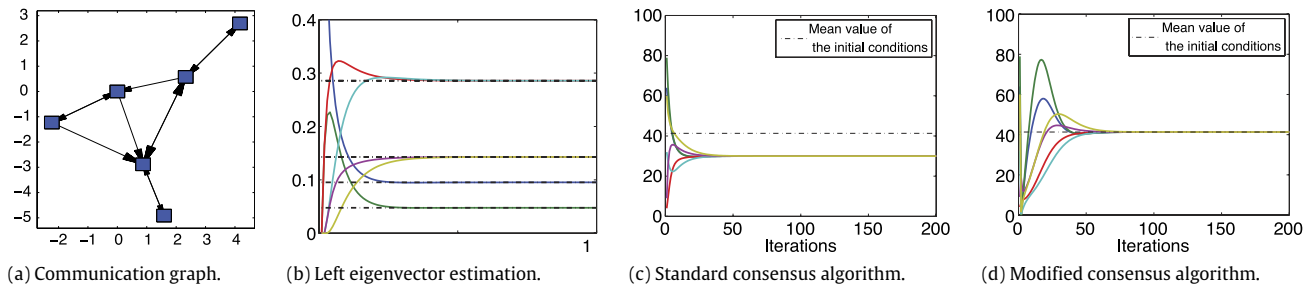 3
2
1
0
−1
−2
−3
−4
−5
−2 −1 0 1 2 3 4
(a) Communication graph.
0.4
0.3
0.2
0.1
0
1
(b) Left eigenvector estimation.
100
80
60
40
20
0
0 50 100 150 200
Iterations
Mean value of
the initial conditions
(c) Standard consensus algorithm.
100
80
60
40
20
0
0 50 100 150 200
Iterations
Mean value of
the initial conditions
(d) Modified consensus algorithm.